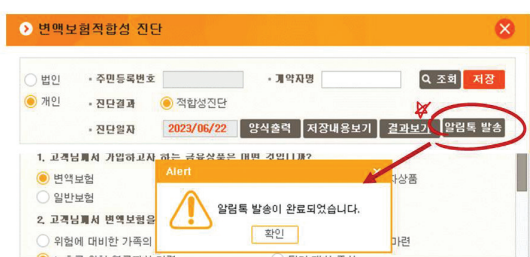 변액보험적합성 진단
법인 • 주민등록번호 • 계약자명 조회 저장
개인 • 진단결과 적합성진단
• 진단일자 2023/06/22 양식출력 저장내용보기 결과보기 알림톡 발송
1. 고객님께서 가입하고자 하는 금융상품은 어떤 것입니까?
변액보험 자상품
일반보험
Alert
알림톡 발송이 완료되었습니다.
확인
2. 고객님께서 변액보험을
위험에 대비한 가족의 마련